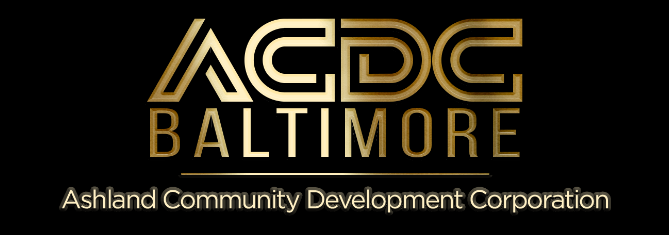 ACDC
BALTIMORE
Ashland Community Development Corporation